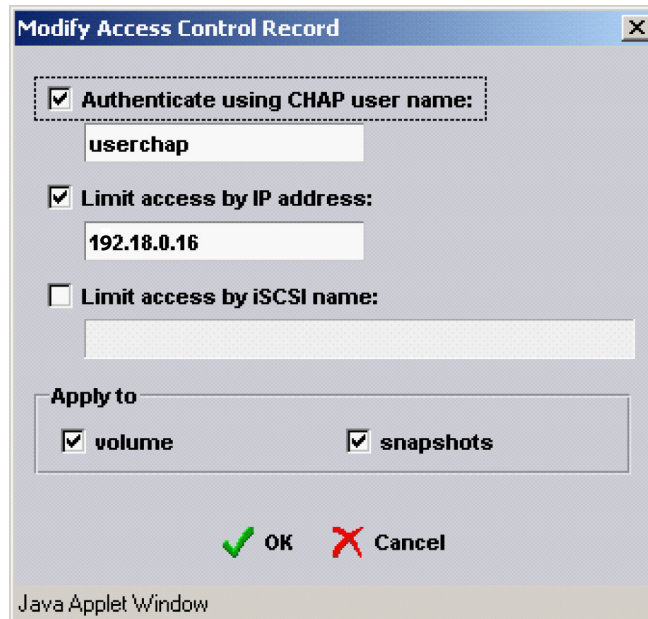 Modify Access Control Record
Authenticate using CHAP user name:
userchap
Limit access by IP address:
192.18.0.16
Limit access by iSCSI name:
Apply to
volume snapshots
OK Cancel
Java Applet Window